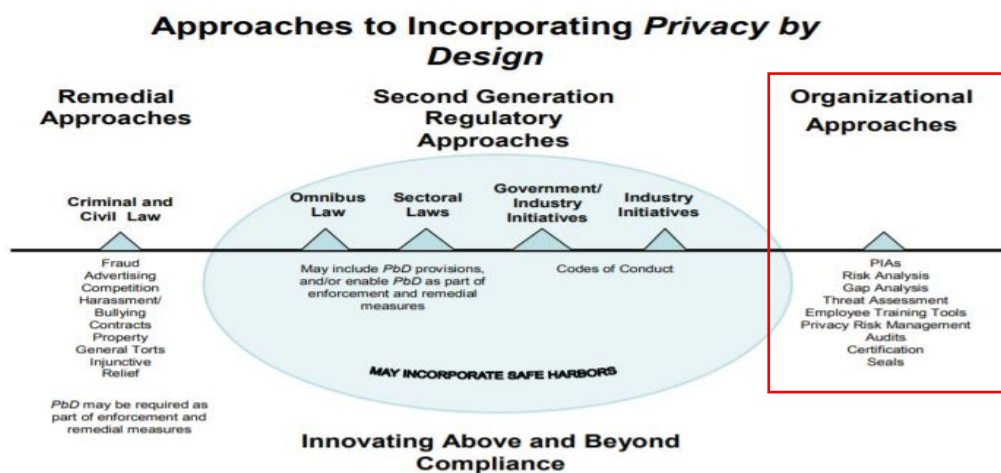 Approaches to Incorporating Privacy by
Design
Remedial
Approaches
Second Generation
Regulatory
Approaches
Organizational
Approaches
Criminal and
Civil Law
Omnibus
Law
Sectoral
Laws
Government/
Industry
Initiatives
Industry
Initiatives
Fraud
Advertising
Competition
Harassment/
Bullying
Contracts
Property
General Torts
Injunctive
Relief
PbD may be required as
part of enforcement and
remedial measures
May include PbD provisions,
and/or enable PbD as part of
enforcement and remedial
measures
Codes of Conduct
MAY INCORPORATE SAFE HARBORS
PIAs
Risk Analysis
Gap Analysis
Threat Assessment
Employee Training Tools
Privacy Risk Management
Audits
Certification
Seals
Innovating Above and Beyond
Compliance